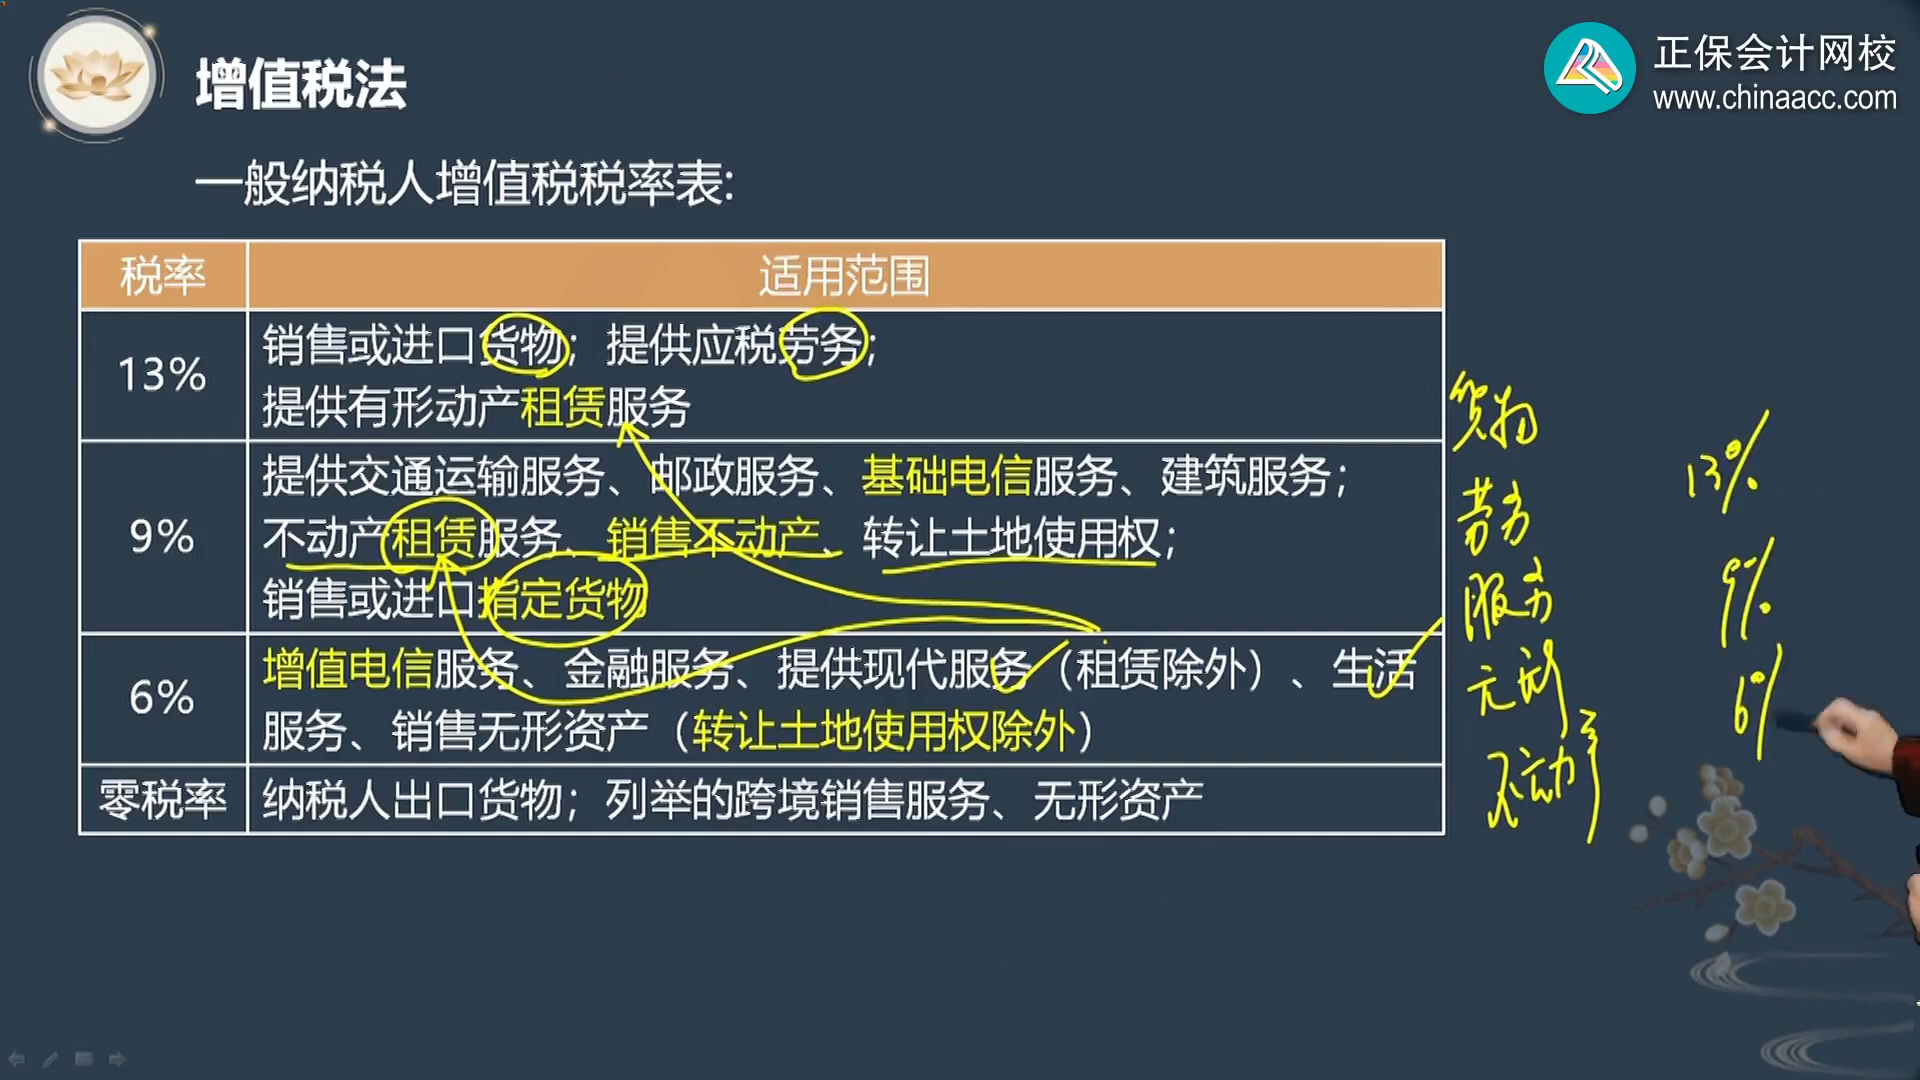 增值税法
正保会计网校
www.chinaacc.com
一般纳税人增值税税率表:
税率
适用范围
13%
销售或进口货物；提供应税劳务；
提供有形动产租赁服务
9%
提供交通运输服务、邮政服务、基础电信服务、建筑服务；
不动产租赁服务、销售不动产、转让土地使用权；
销售或进口指定货物
6%
增值电信服务、金融服务、提供现代服务（租赁除外）、生活
服务、销售无形资产（转让土地使用权除外）
零税率
纳税人出口货物；列举的跨境销售服务、无形资产
货物
劳务
服务
无形
不动产
13%
9%
6%